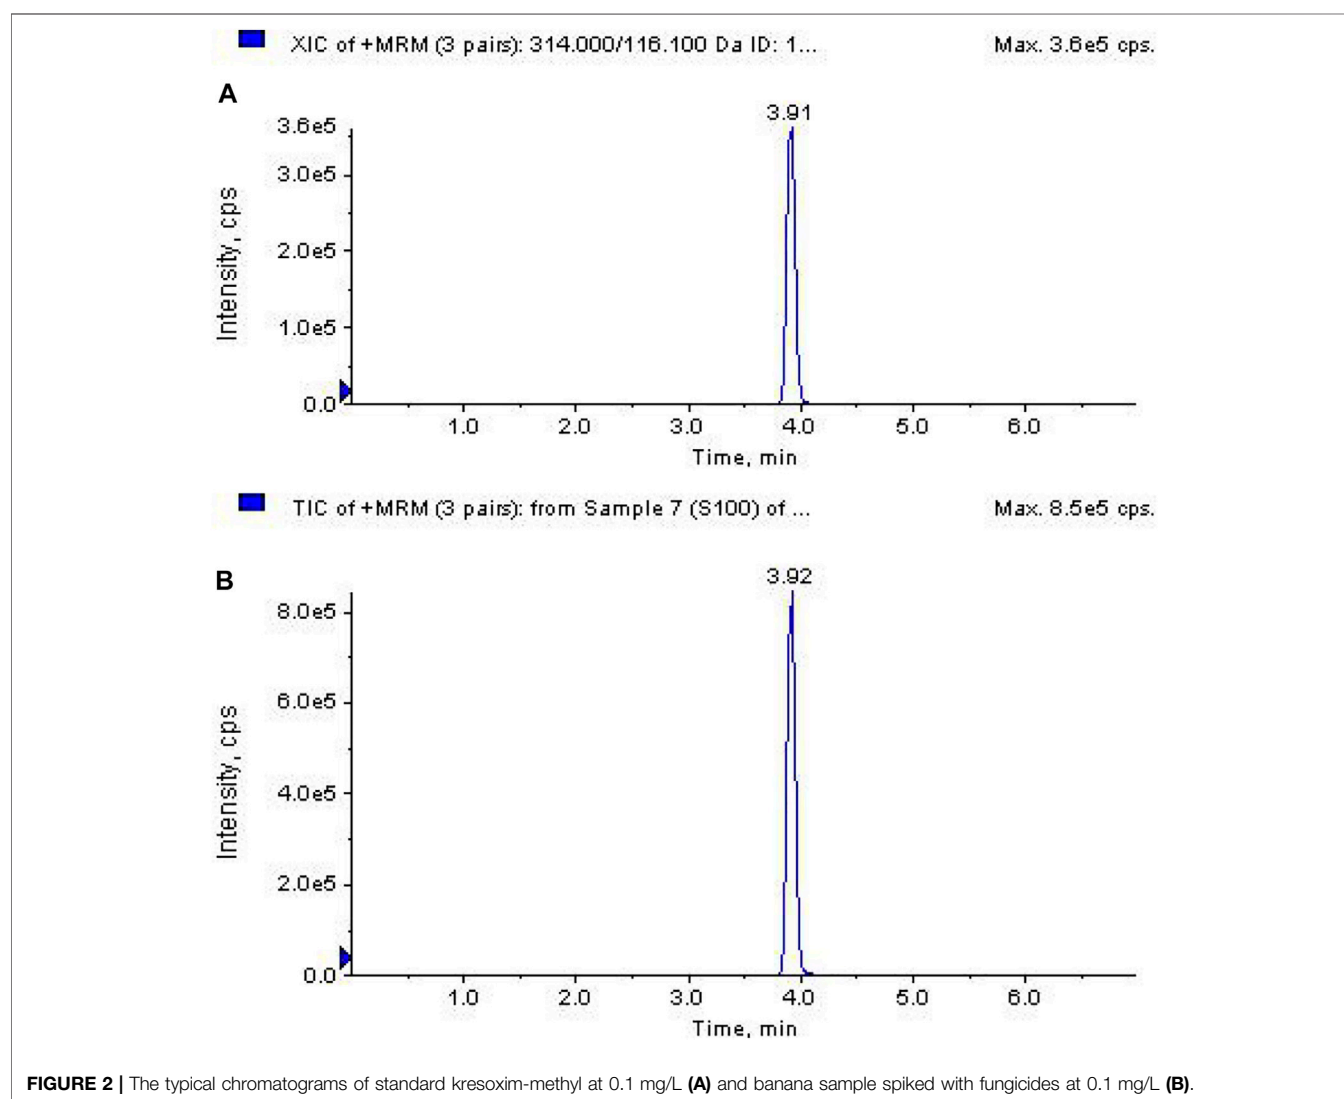 XIC of +MRM (3 pairs): 314.000/116.100 Da ID: 1... Max. 3.6e5 cps.
A
3.91
3.6e5
3.0e5
2.0e5
1.0e5
0.0
Intensity, cps
1.0 2.0 3.0 4.0 5.0 6.0
Time, min
TIC of +MRM (3 pairs): from Sample 7 (S100) of ... Max. 8.5e5 cps.
B
3.92
8.0e5
6.0e5
4.0e5
2.0e5
0.0
Intensity, cps
1.0 2.0 3.0 4.0 5.0 6.0
Time, min
FIGURE 2 | The typical chromatograms of standard kresoxim-methyl at 0.1 mg/L (A) and banana sample spiked with fungicides at 0.1 mg/L (B).